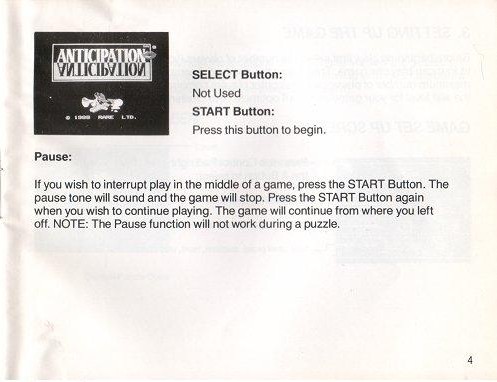 ANTICIPATION
ANTICIPATION
© 1988 RARE LTD.
SELECT Button:
Not Used
START Button:
Press this button to begin.
Pause:
If you wish to interrupt play in the middle of a game, press the START Button. The
pause tone will sound and the game will stop. Press the START Button again
when you wish to continue playing. The game will continue from where you left
off. NOTE: The Pause function will not work during a puzzle.
4